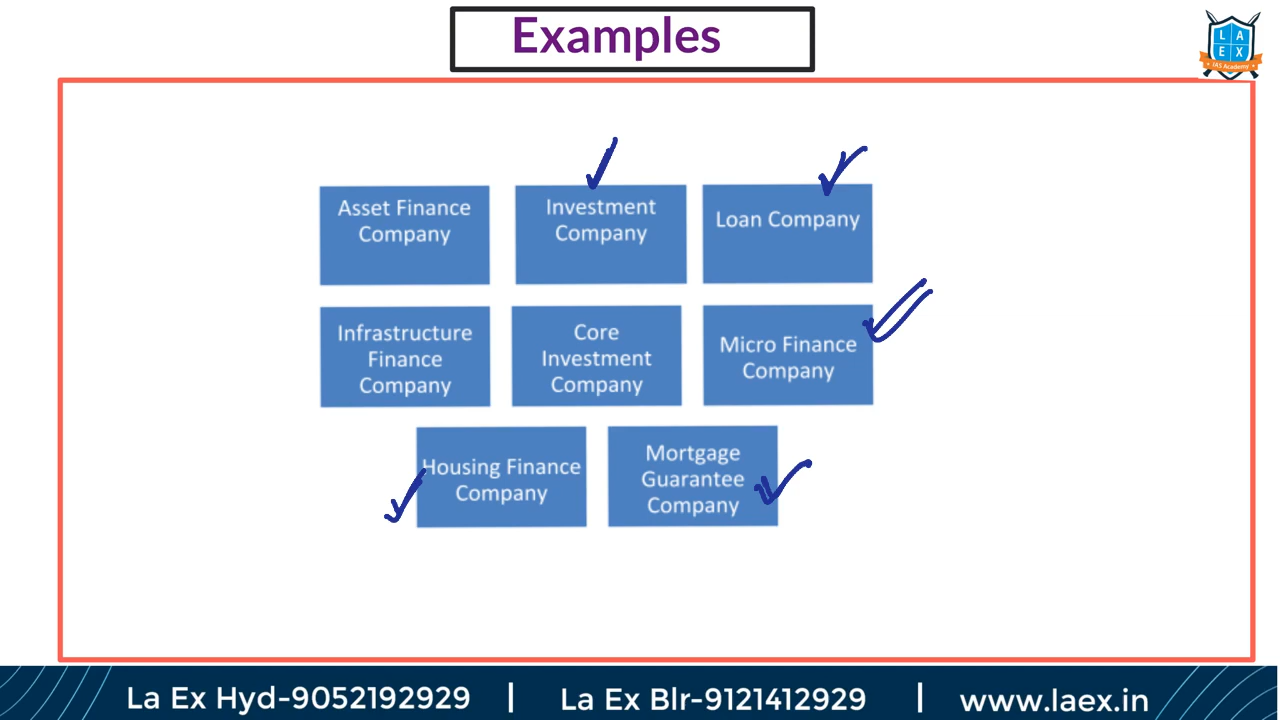 Examples
L A
E X
IAS Academy
Asset Finance
Company
Investment
Company
Loan Company
Infrastructure
Finance
Company
Core
Investment
Company
Micro Finance
Company
Housing Finance
Company
Mortgage
Guarantee
Company
La Ex Hyd-9052192929 | La Ex Blr-9121412929 | www.laex.in